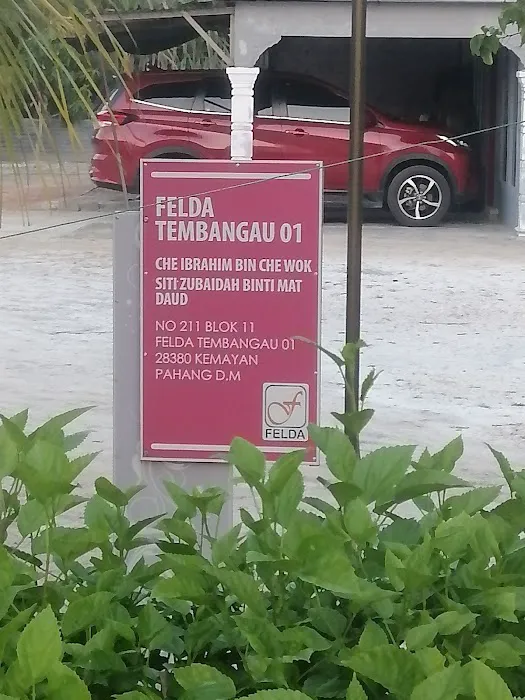 FELDA
TEMBANGAU 01
CHE IBRAHIM BIN CHE WOK
SITI ZUBAIDAH BINTI MAT
DAUD
NO 211 BLOK 11
FELDA TEMBANGAU 01
28380 KEMAYAN
PAHANG D.M
FELDA